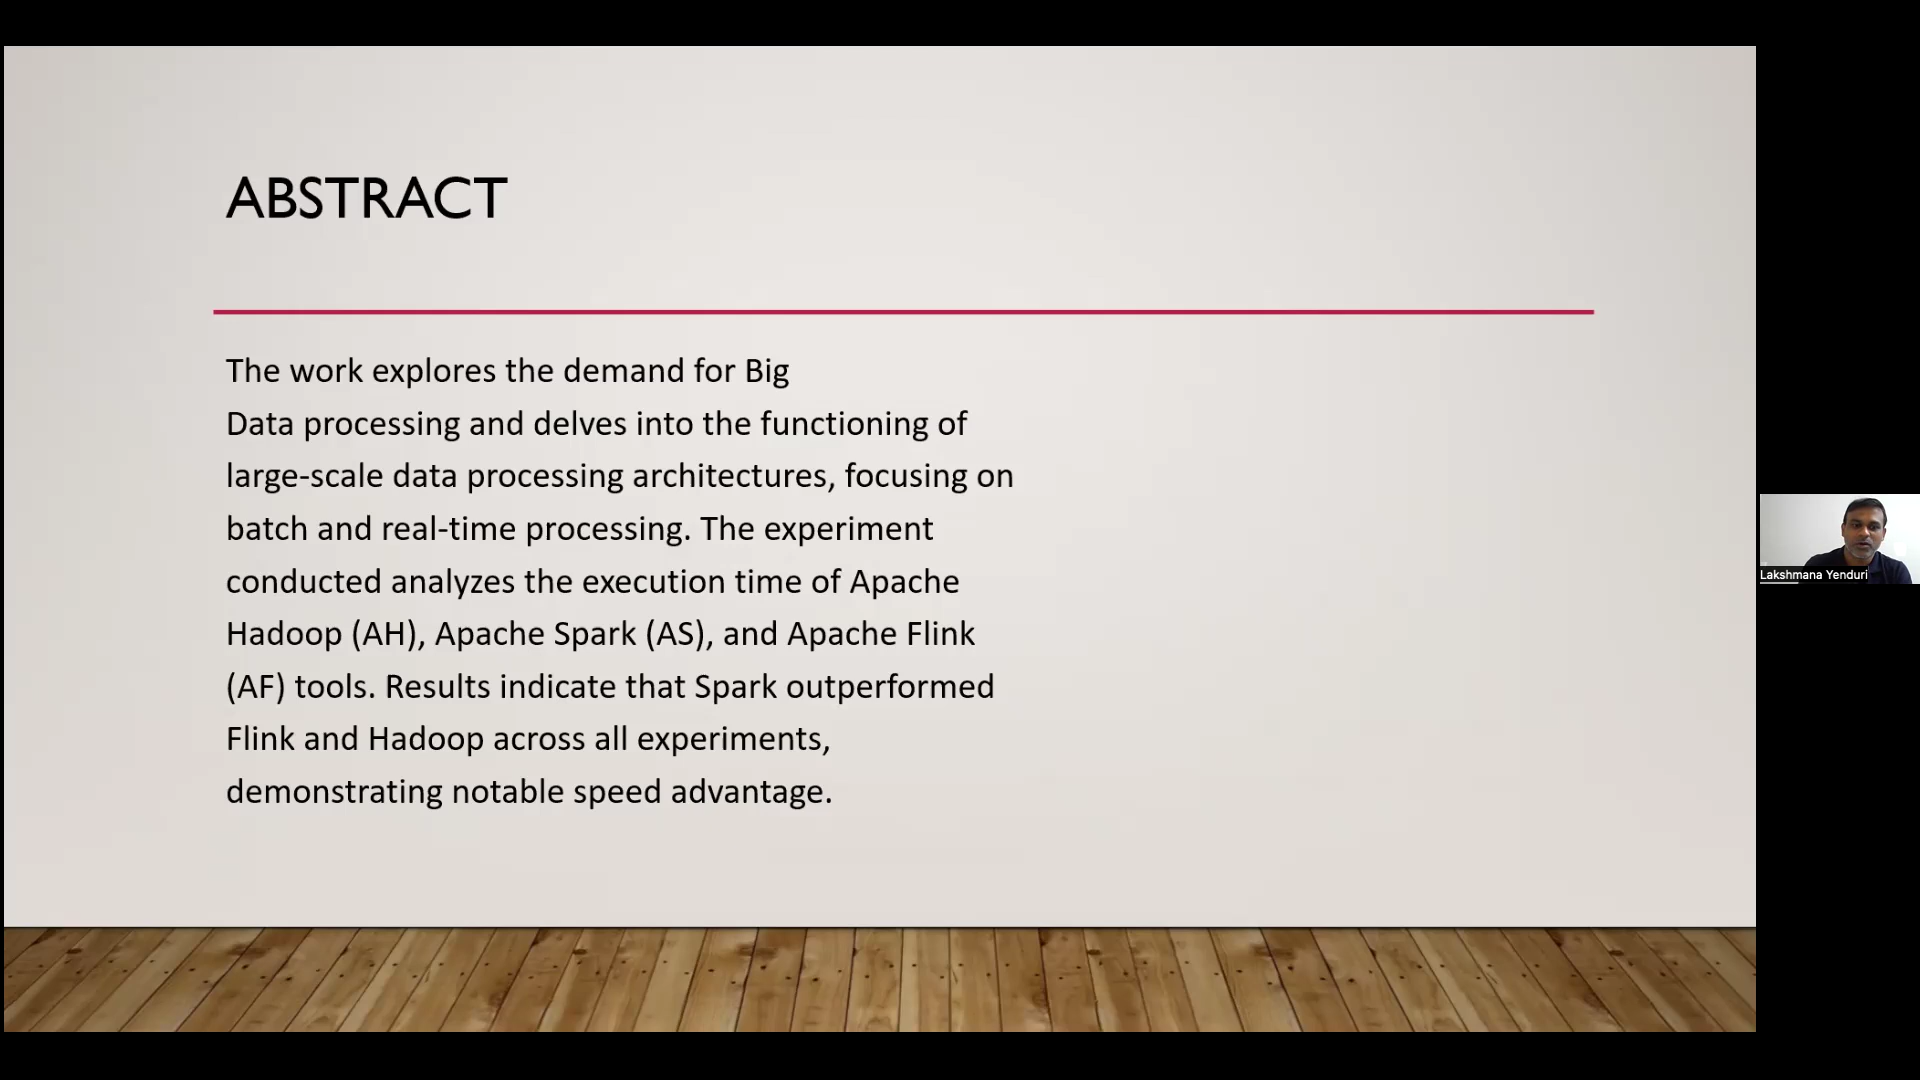 ABSTRACT
The work explores the demand for Big
Data processing and delves into the functioning of
large-scale data processing architectures, focusing on
batch and real-time processing. The experiment
conducted analyzes the execution time of Apache
Hadoop (AH), Apache Spark (AS), and Apache Flink
(AF) tools. Results indicate that Spark outperformed
Flink and Hadoop across all experiments,
demonstrating notable speed advantage.
Lakshmana Yenduri